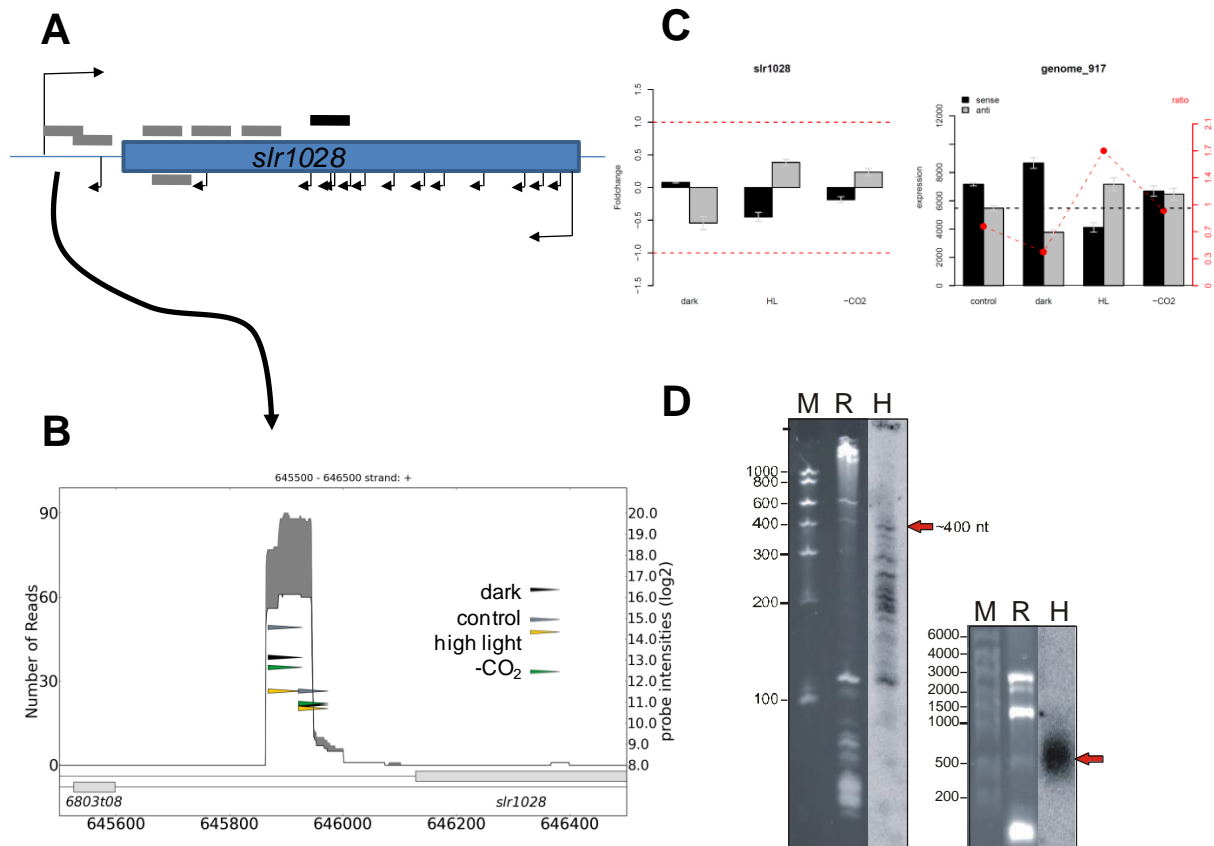 A
slr1028
C
slr1028
Foldchange
1.5
1.0
0.5
0.0
−0.5
−1.0
−1.5
dark
HL
−CO2
genome_917
sense
anti
ratio
expression
12000
10000
8000
6000
4000
2000
0
2.1
1.7
1.3
1
0.7
0.3
0
control
dark
HL
−CO2
B
645500 - 646500 strand: +
Number of Reads
90
60
30
0
probe intensities (log2)
20.0
19.0
18.0
17.0
16.0
15.0
14.0
13.0
12.0
11.0
10.0
9.0
8.0
dark
control
high light
-CO2
6803t08
slr1028
645600
645800
646000
646200
646400
D
M R H
1000
800
600
400
300
200
100
~400 nt
M R H
6000
4000
3000
2000
1500
1000
500
200